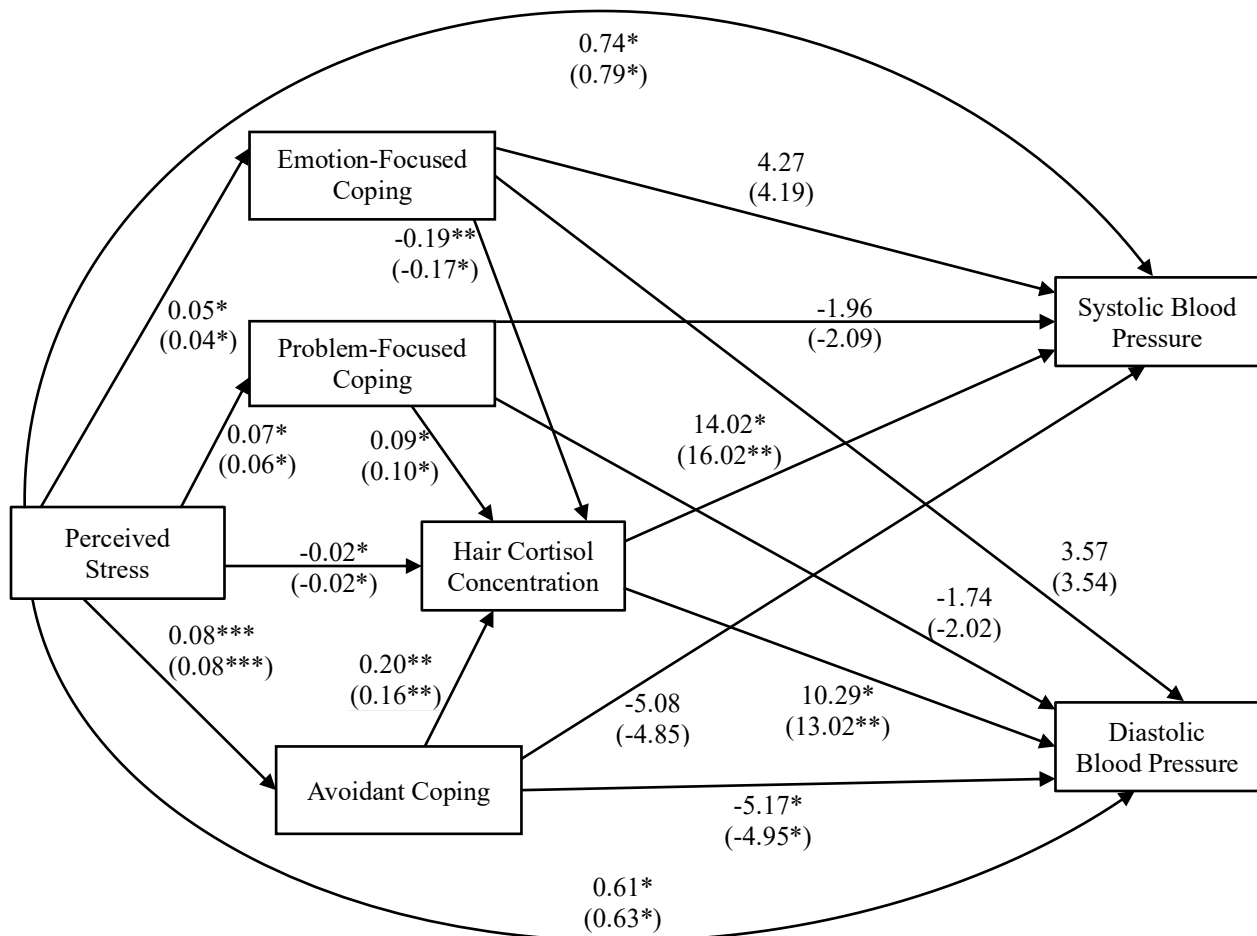 0.74*
(0.79*)
Emotion-Focused
Coping
4.27
(4.19)
-0.19**
(-0.17*)
Systolic Blood
Pressure
0.05*
(0.04*)
Problem-Focused
Coping
-1.96
(-2.09)
0.07*
(0.06*)
0.09*
(0.10*)
14.02*
(16.02**)
Perceived
Stress
-0.02*
(-0.02*)
Hair Cortisol
Concentration
3.57
(3.54)
-1.74
(-2.02)
0.08***
(0.08***)
0.20**
(0.16**)
-5.08
(-4.85)
10.29*
(13.02**)
Diastolic
Blood Pressure
Avoidant Coping
-5.17*
(-4.95*)
0.61*
(0.63*)